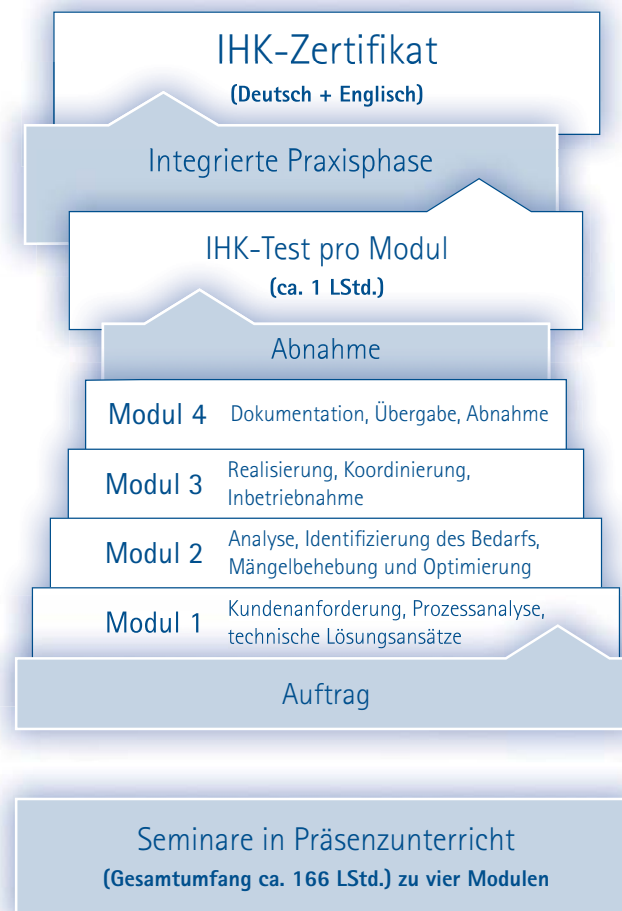 IHK-Zertifikat
(Deutsch + Englisch)
Integrierte Praxisphase
IHK-Test pro Modul
(ca. 1 LStd.)
Abnahme
Modul 4 Dokumentation, Übergabe, Abnahme
Modul 3 Realisierung, Koordinierung,
Inbetriebnahme
Modul 2 Analyse, Identifizierung des Bedarfs,
Mängelbehebung und Optimierung
Modul 1 Kundenanforderung, Prozessanalyse,
technische Lösungsansätze
Auftrag
Seminare in Präsenzunterricht
(Gesamtumfang ca. 166 LStd.) zu vier Modulen